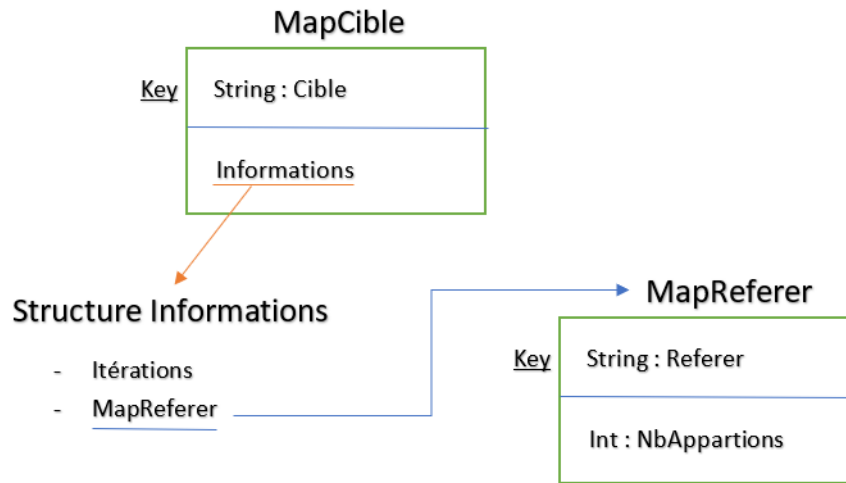 MapCible
Key
String : Cible
Informations
Structure Informations
- Itérations
- MapReferer
MapReferer
Key
String : Referer
Int : NbAppartions